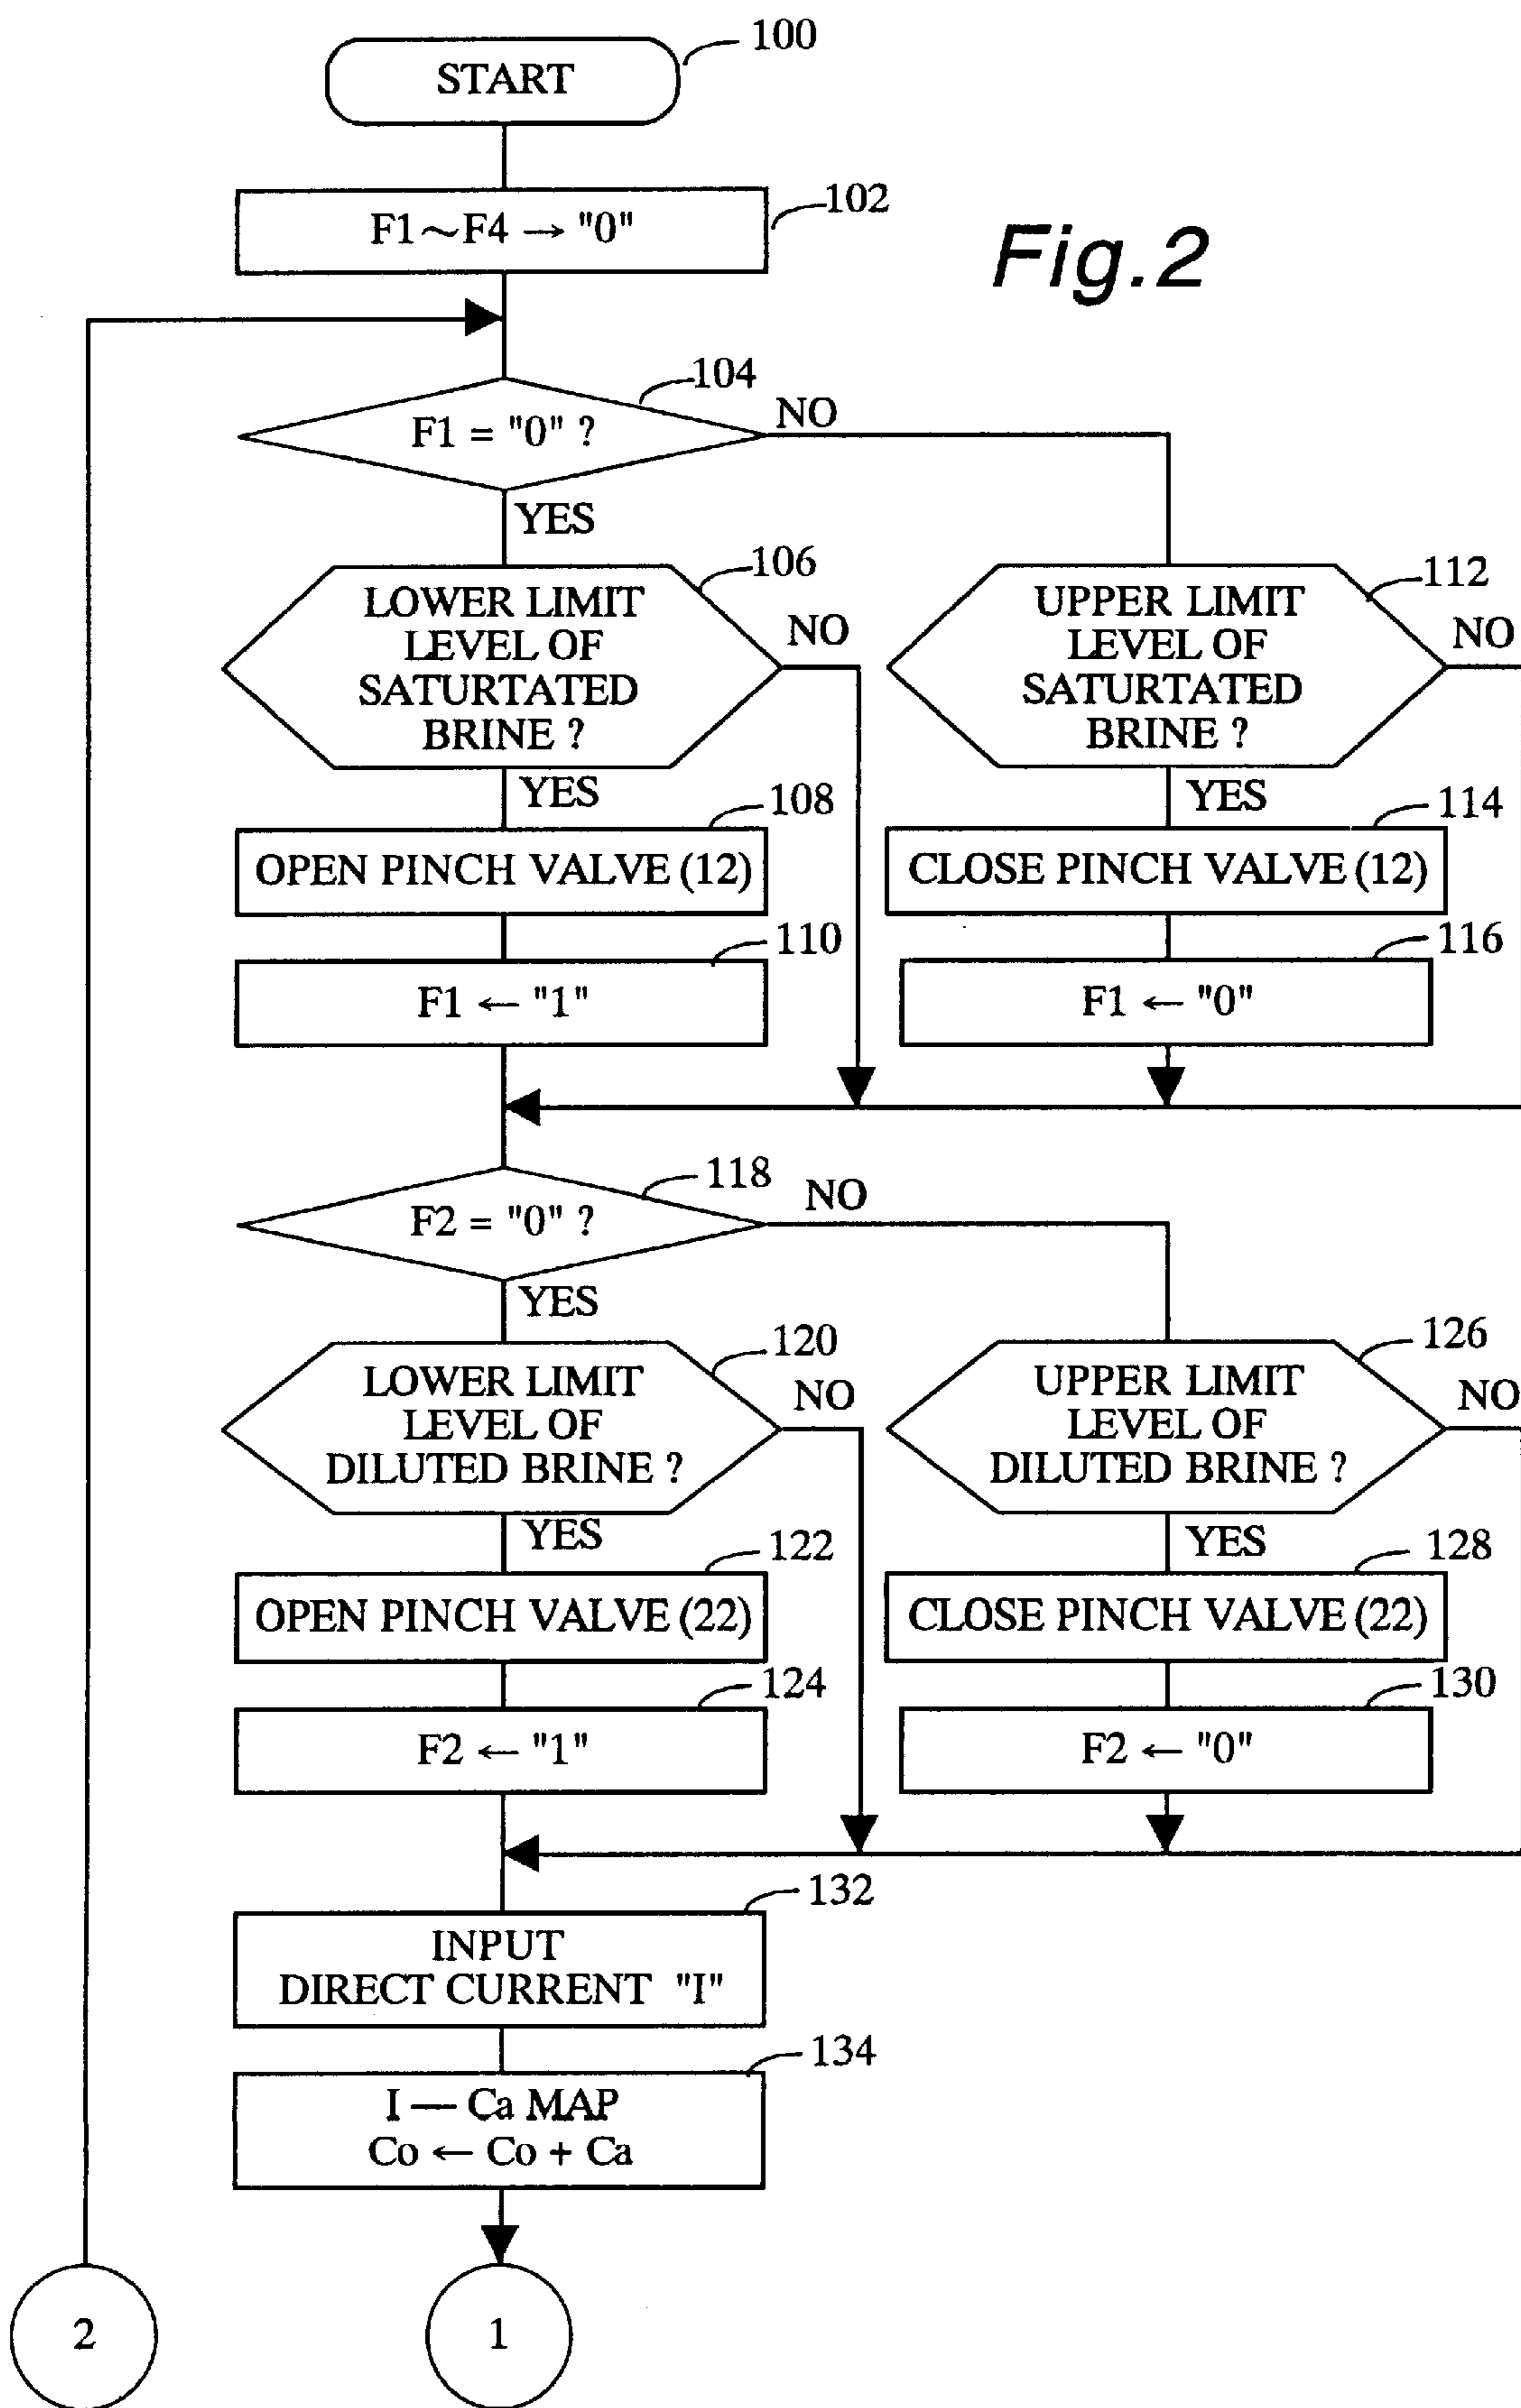 100
START
102
F1~F4 → "0"
Fig.2
104
F1 = "0" ?
NO
YES
106
LOWER LIMIT
LEVEL OF
SATURTATED
BRINE ?
NO
112
UPPER LIMIT
LEVEL OF
SATURTATED
BRINE ?
NO
YES
108
OPEN PINCH VALVE (12)
YES
114
CLOSE PINCH VALVE (12)
110
F1 ← "1"
116
F1 ← "0"
118
F2 = "0" ?
NO
YES
120
LOWER LIMIT
LEVEL OF
DILUTED BRINE ?
NO
126
UPPER LIMIT
LEVEL OF
DILUTED BRINE ?
NO
YES
122
OPEN PINCH VALVE (22)
YES
128
CLOSE PINCH VALVE (22)
124
F2 ← "1"
130
F2 ← "0"
132
INPUT
DIRECT CURRENT "I"
134
I — Ca MAP
Co ← Co + Ca
2
1